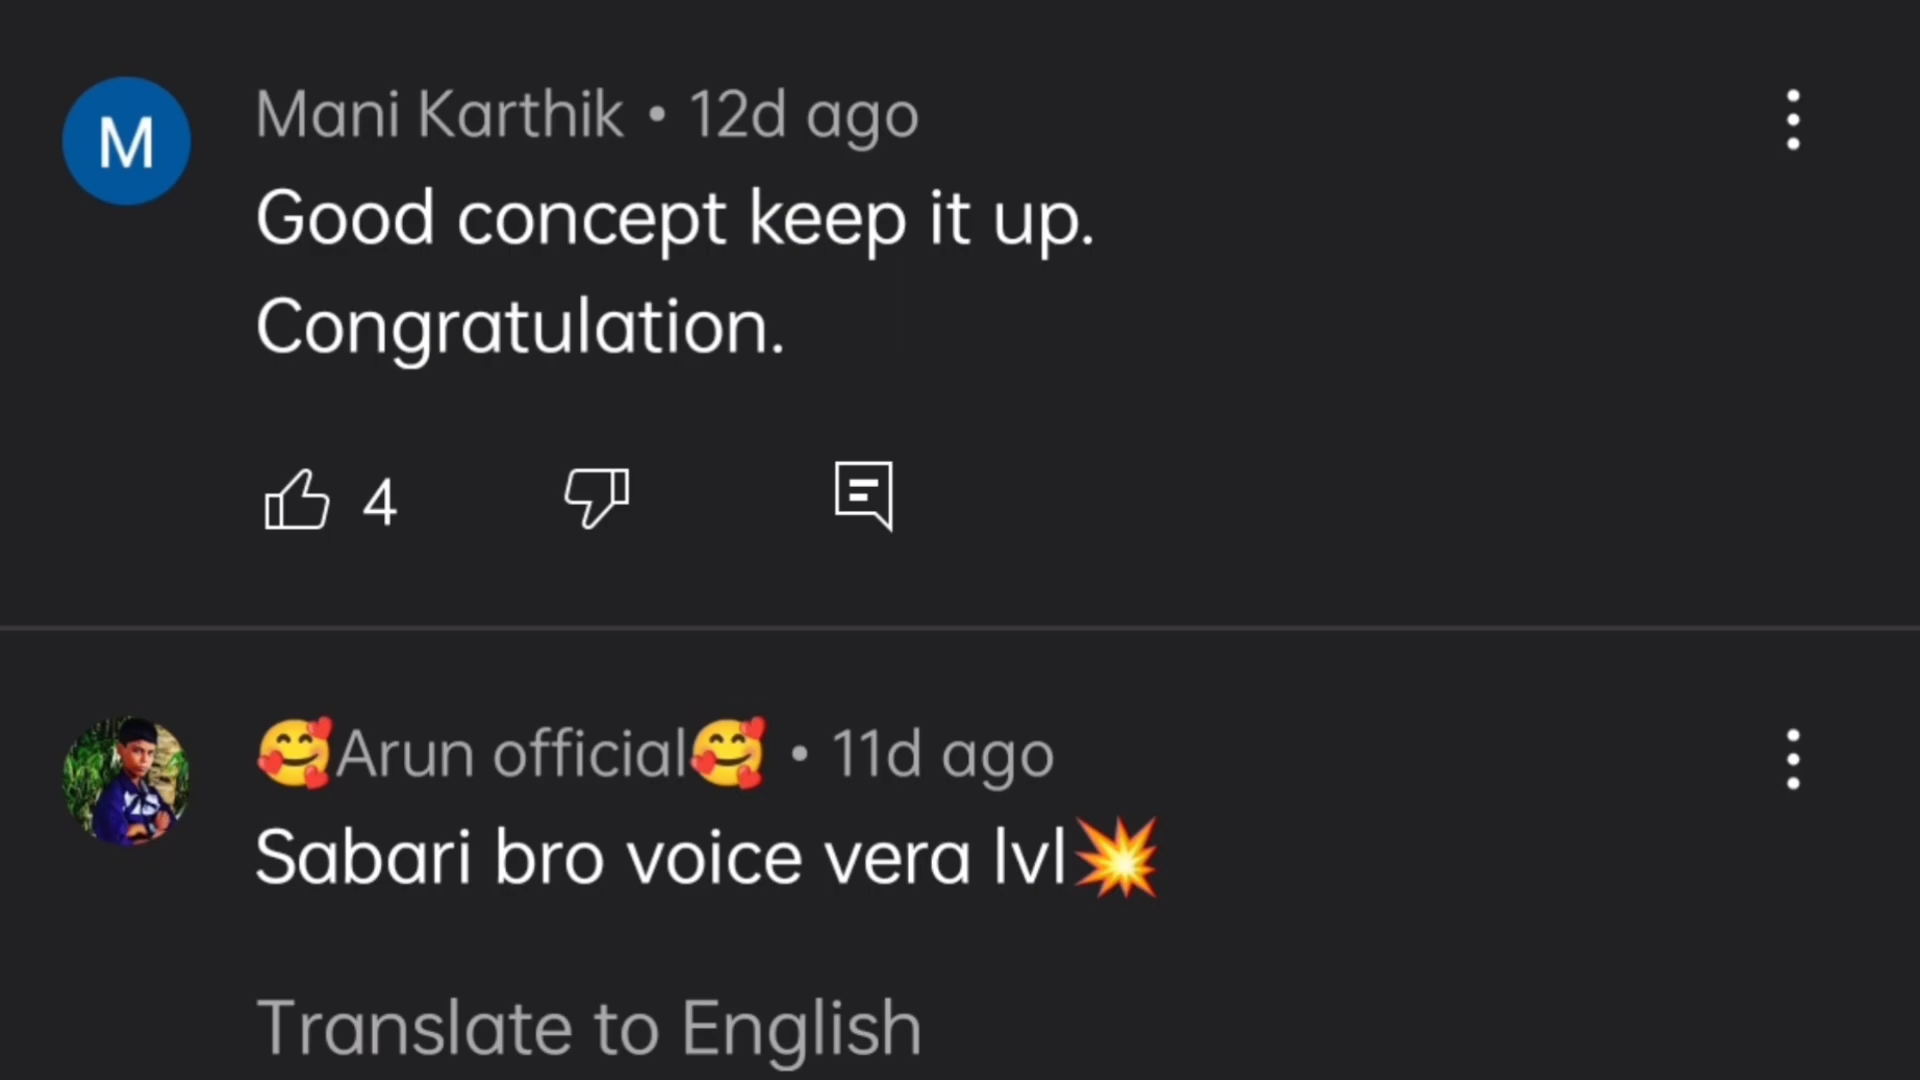 M
Mani Karthik • 12d ago
Good concept keep it up.
Congratulation.
4
🥰Arun official🥰 • 11d ago
Sabari bro voice vera lvl💥
Translate to English